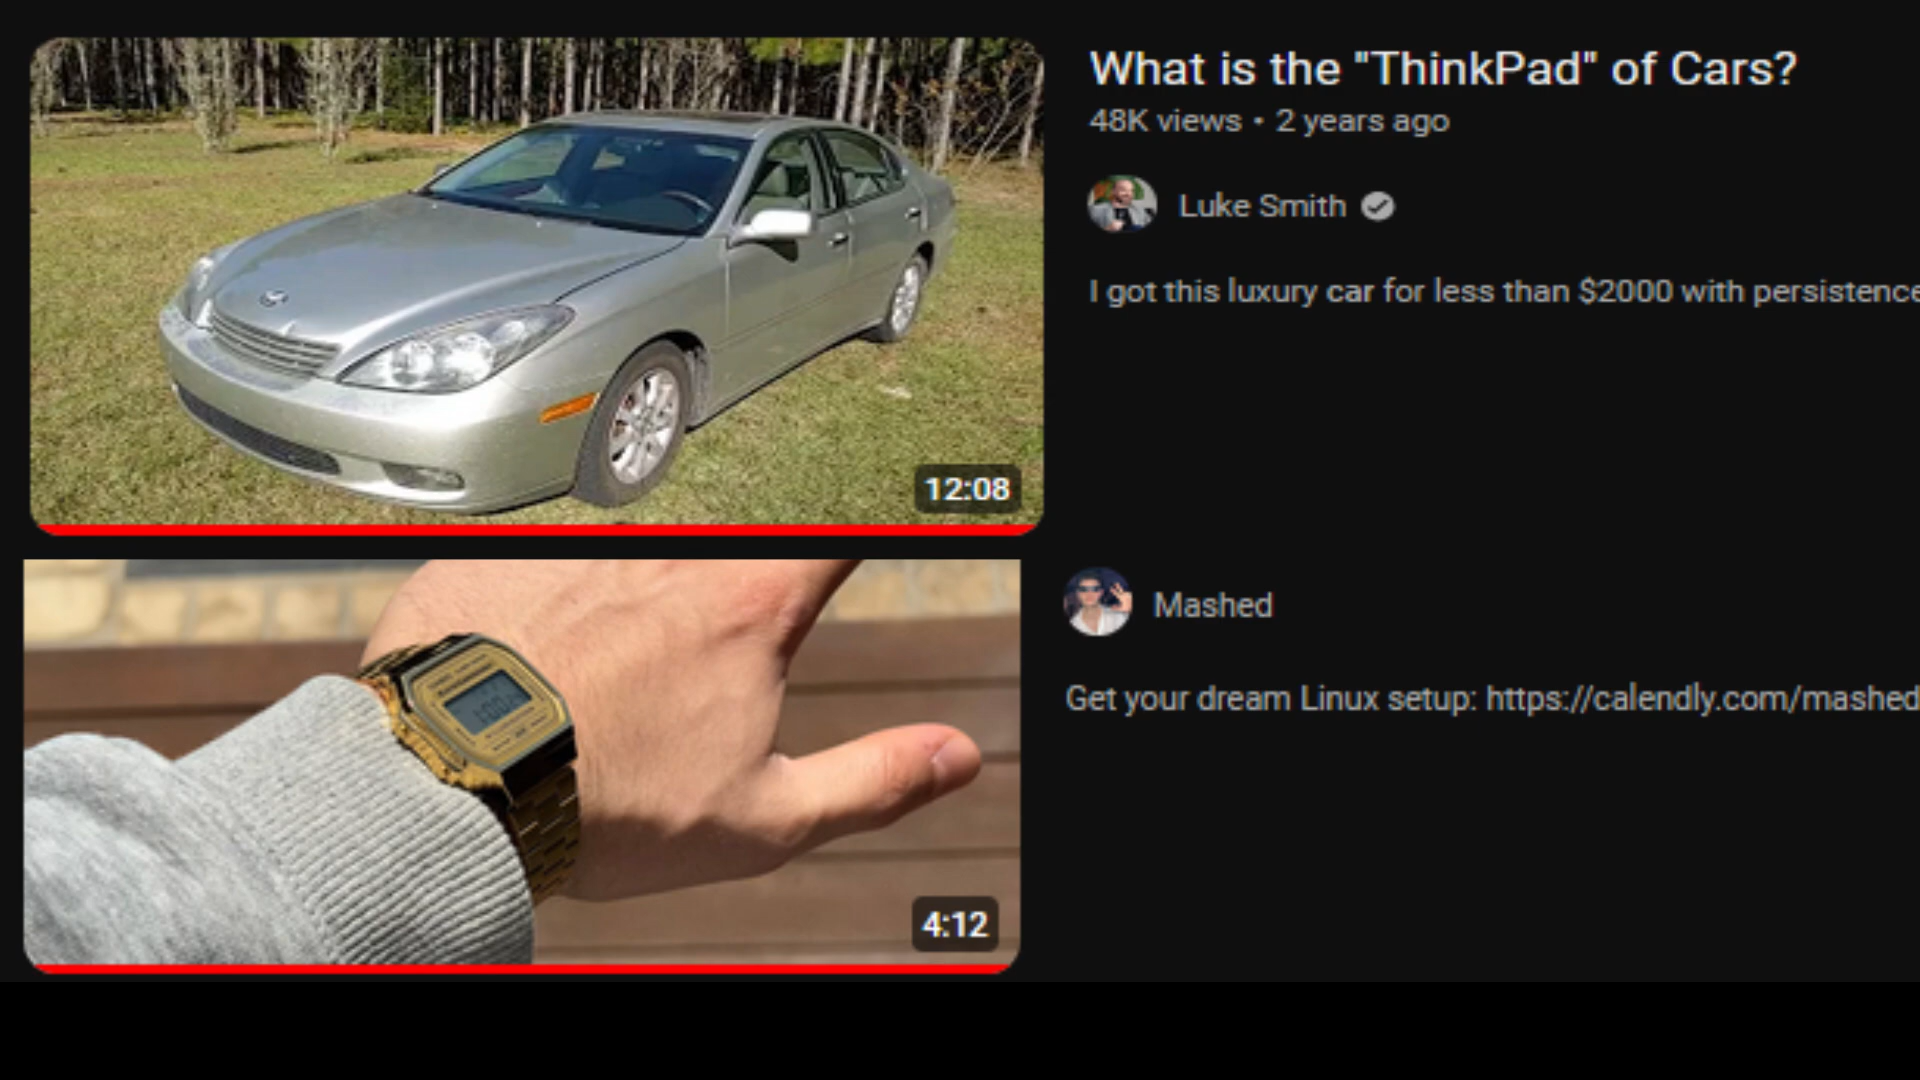 What is the "ThinkPad" of Cars?
48K views • 2 years ago
Luke Smith
I got this luxury car for less than $2000 with persistence
12:08
Mashed
Get your dream Linux setup: https://calendly.com/mashed
4:12